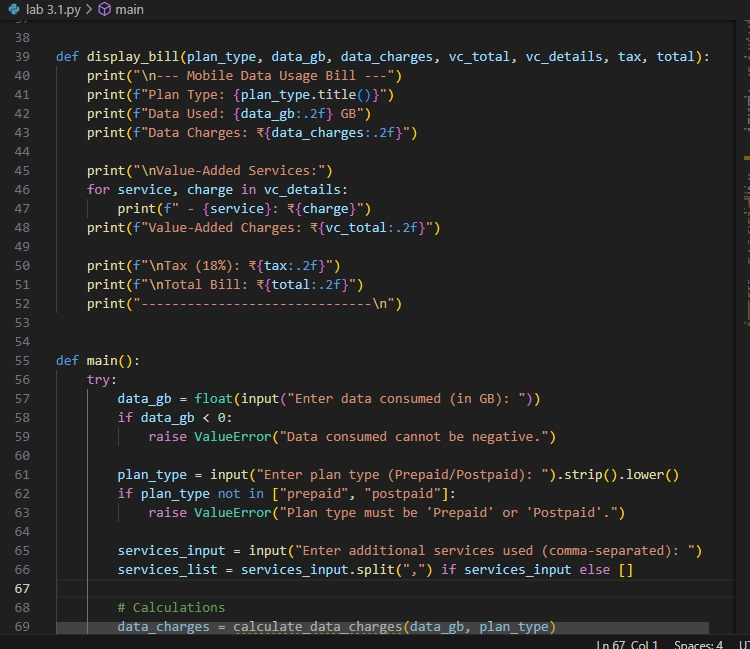 lab 3.1.py > main
38
39 def display_bill(plan_type, data_gb, data_charges, vc_total, vc_details, tax, total):
40     print("\n--- Mobile Data Usage Bill ---")
41     print(f"Plan Type: {plan_type.title()}")
42     print(f"Data Used: {data_gb:.2f} GB")
43     print(f"Data Charges: ₹{data_charges:.2f}")
44
45     print("\nValue-Added Services:")
46     for service, charge in vc_details:
47         print(f" - {service}: ₹{charge}")
48     print(f"Value-Added Charges: ₹{vc_total:.2f}")
49
50     print(f"\nTax (18%): ₹{tax:.2f}")
51     print(f"\nTotal Bill: ₹{total:.2f}")
52     print("------------------------------\n")
53
54
55 def main():
56     try:
57         data_gb = float(input("Enter data consumed (in GB): "))
58         if data_gb < 0:
59             raise ValueError("Data consumed cannot be negative.")
60
61         plan_type = input("Enter plan type (Prepaid/Postpaid): ").strip().lower()
62         if plan_type not in ["prepaid", "postpaid"]:
63             raise ValueError("Plan type must be 'Prepaid' or 'Postpaid'.")
64
65         services_input = input("Enter additional services used (comma-separated): ")
66         services_list = services_input.split(",") if services_input else []
67
68         # Calculations
69         data_charges = calculate_data_charges(data_gb, plan_type)
Ln 67, Col 1 Spaces: 4